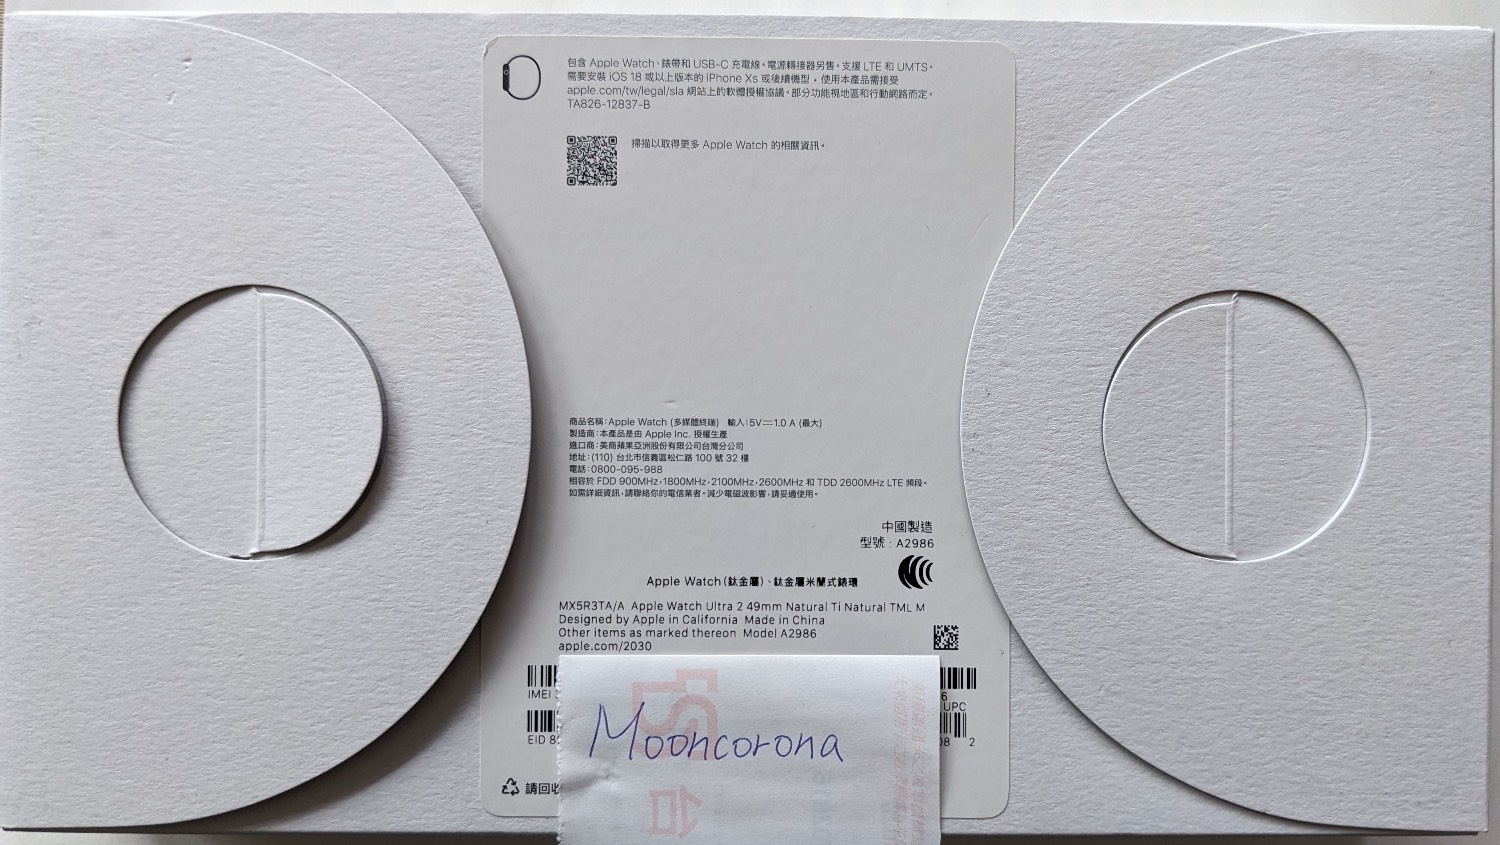 包含 Apple Watch、錶帶和 USB-C 充電線。電源轉接器另售。支援 LTE 和 UMTS。
需要安裝 iOS 18 或以上版本的 iPhone Xs 或後續機型。使用本產品需接受
apple.com/tw/legal/sla 網站上的軟體授權協議。部分功能視地區和行動網路而定。
TA826-12837-B
掃描以取得更多 Apple Watch 的相關資訊。
商品名稱：Apple Watch (多媒體終端) 輸入：5V⎓1.0 A (最大)
製造商：本產品是由 Apple Inc. 授權生產
進口商：美商蘋果亞洲股份有限公司台灣分公司
地址：(110) 台北市信義區松仁路 100 號 32 樓
電話：0800-095-988
相容於 FDD 900MHz，1800MHz，2100MHz，2600MHz 和 TDD 2600MHz LTE 頻段。
如需詳細資訊，請聯絡你的電信業者。減少電磁波影響，請妥適使用。
中國製造
型號：A2986
Apple Watch(鈦金屬)、鈦金屬米蘭式錶環
MX5R3TA/A Apple Watch Ultra 2 49mm Natural Ti Natural TML M
Designed by Apple in California Made in China
Other items as marked thereon Model A2986
apple.com/2030
IMEI
6
UPC
EID 8
08 2
Mooncorona
請回收